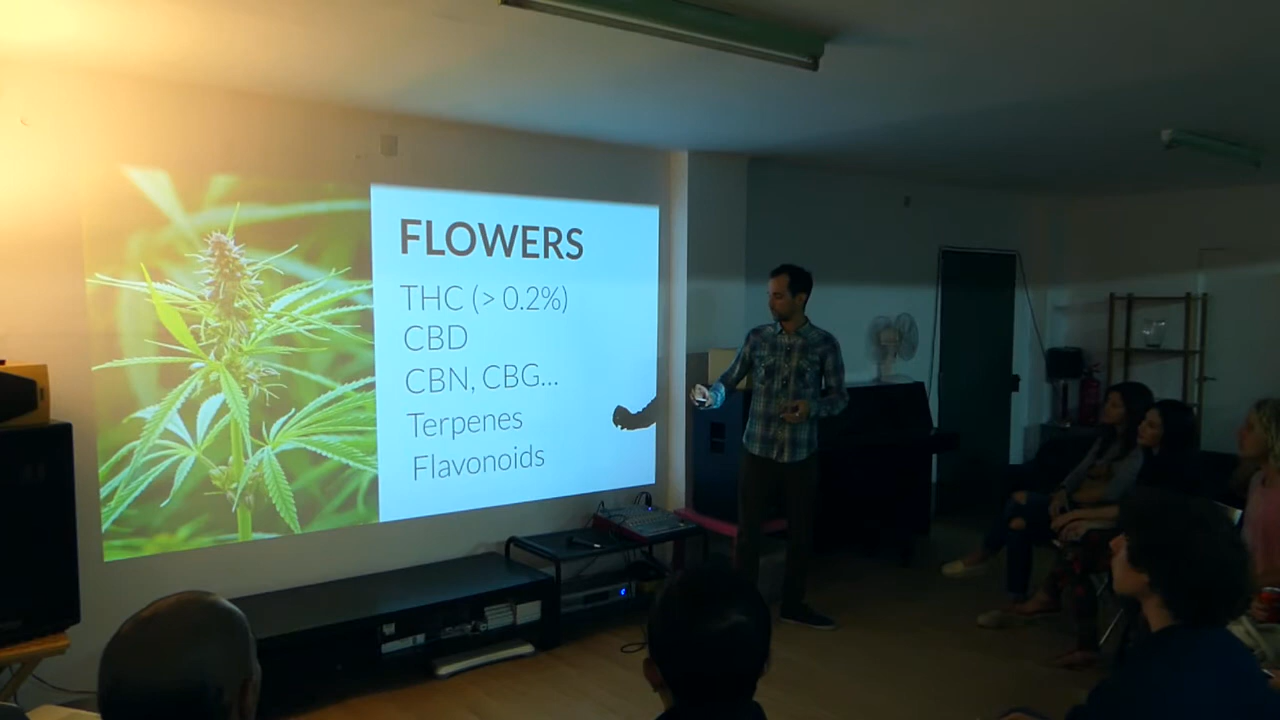 FLOWERS
THC (> 0.2%)
CBD
CBN, CBG...
Terpenes
Flavonoids